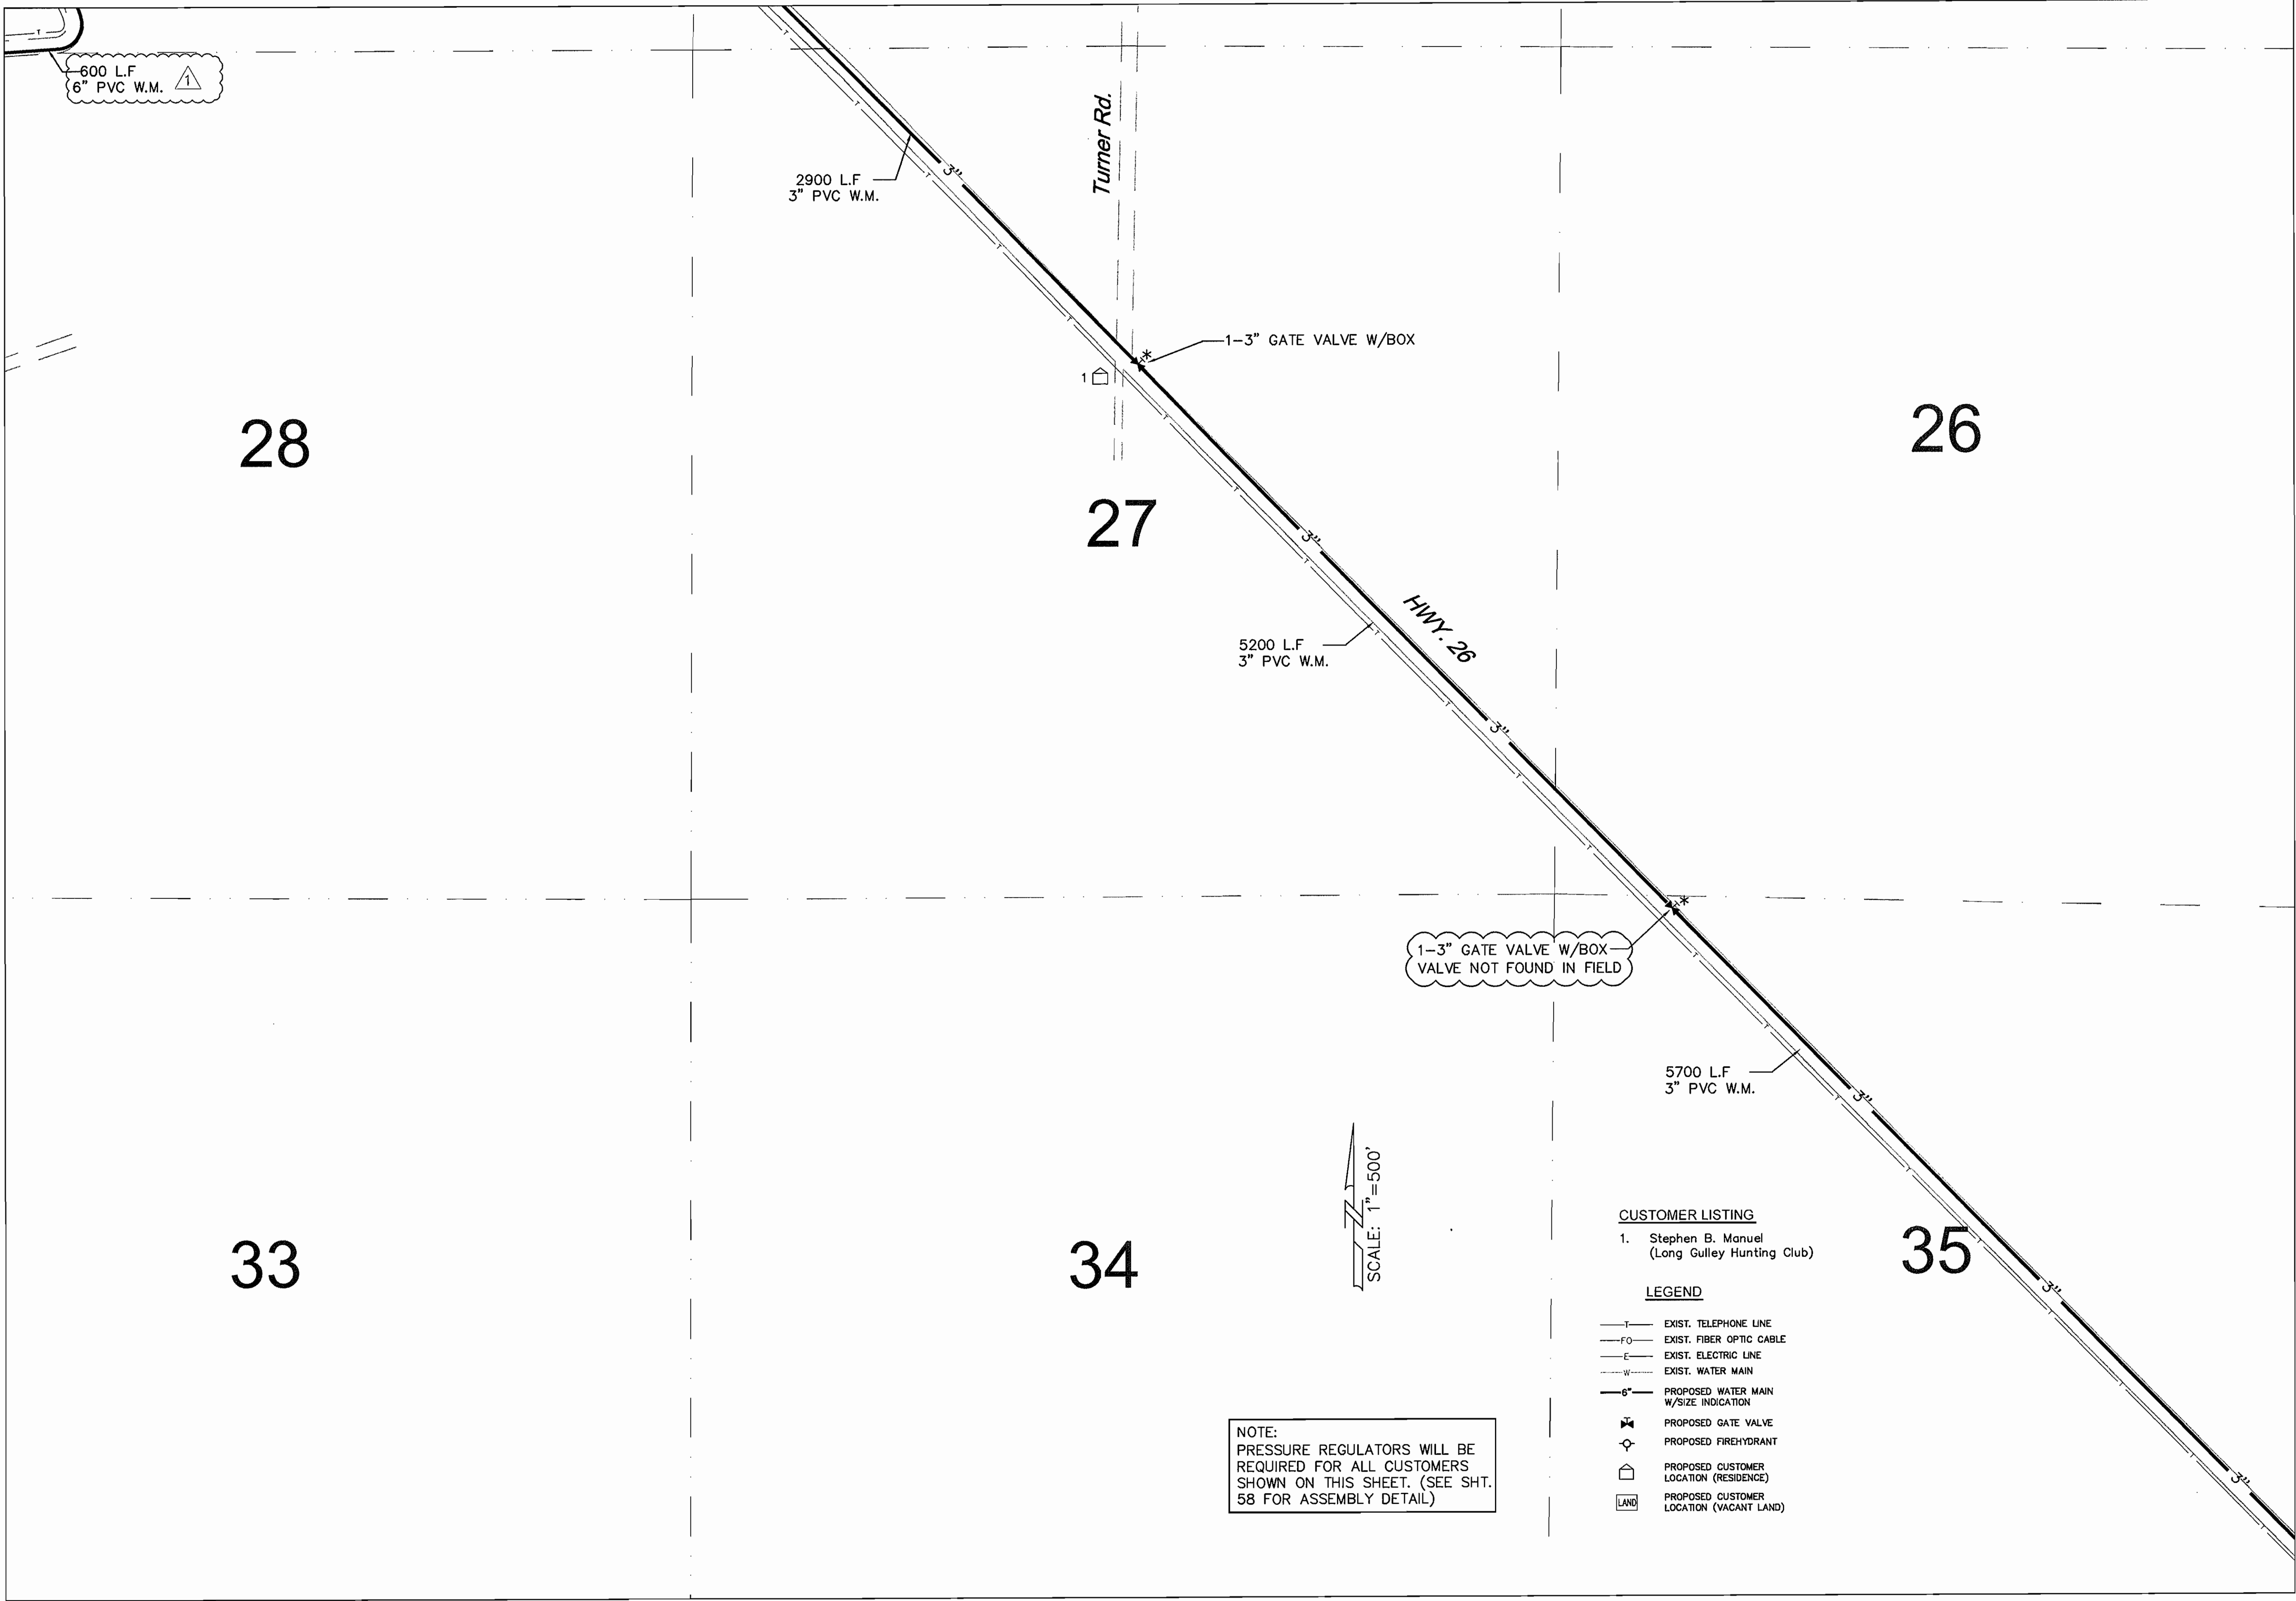 600 L.F
6" PVC W.M.
1
2900 L.F
3" PVC W.M.
3"
Turner Rd.
1-3" GATE VALVE W/BOX
1
28
27
26
3"
HWY. 26
5200 L.F
3" PVC W.M.
3"
1-3" GATE VALVE W/BOX
VALVE NOT FOUND IN FIELD
5700 L.F
3" PVC W.M.
3"
33
34
35
N
SCALE: 1"=500'
CUSTOMER LISTING
1. Stephen B. Manuel
(Long Gulley Hunting Club)
3"
LEGEND
T EXIST. TELEPHONE LINE
FO EXIST. FIBER OPTIC CABLE
E EXIST. ELECTRIC LINE
W EXIST. WATER MAIN
6" PROPOSED WATER MAIN
W/SIZE INDICATION
PROPOSED GATE VALVE
PROPOSED FIREHYDRANT
PROPOSED CUSTOMER
LOCATION (RESIDENCE)
LAND PROPOSED CUSTOMER
LOCATION (VACANT LAND)
NOTE:
PRESSURE REGULATORS WILL BE
REQUIRED FOR ALL CUSTOMERS
SHOWN ON THIS SHEET. (SEE SHT.
58 FOR ASSEMBLY DETAIL)
3"